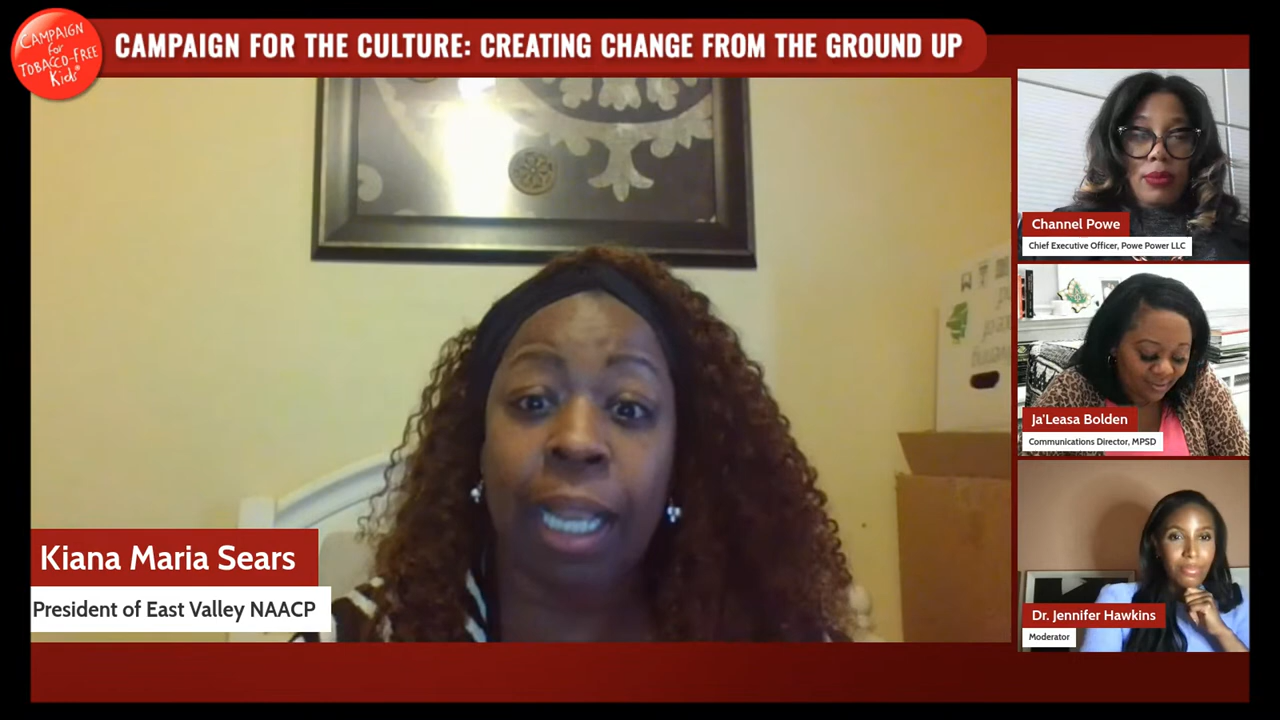 CAMPAIGN
for
TOBACCO-FREE
Kids®
CAMPAIGN FOR THE CULTURE: CREATING CHANGE FROM THE GROUND UP
Channel Powe
Chief Executive Officer, Powe Power LLC
Ja'Leasa Bolden
Communications Director, MPSD
Kiana Maria Sears
President of East Valley NAACP
Dr. Jennifer Hawkins
Moderator